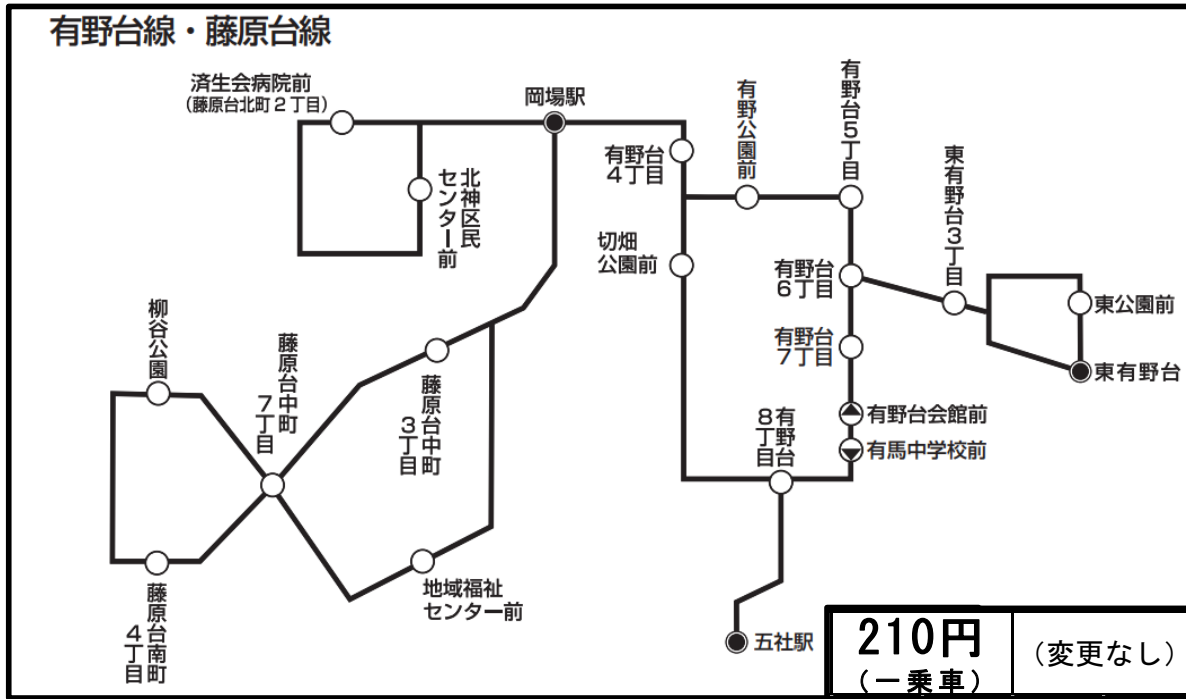 有野台線・藤原台線
済生会病院前
（藤原台北町２丁目）
岡場駅
有野台
４丁目
有野公園前
有野台５丁目
東有野台３丁目
北神区民
センター前
切畑
公園前
有野台
６丁目
東公園前
有野台
７丁目
東有野台
柳谷公園
藤原台中町
７丁目
藤原台中町
３丁目
有野台
８丁目
有野台会館前
有馬中学校前
藤原台南町
４丁目
地域福祉
センター前
五社駅
210円
（一乗車）
（変更なし）